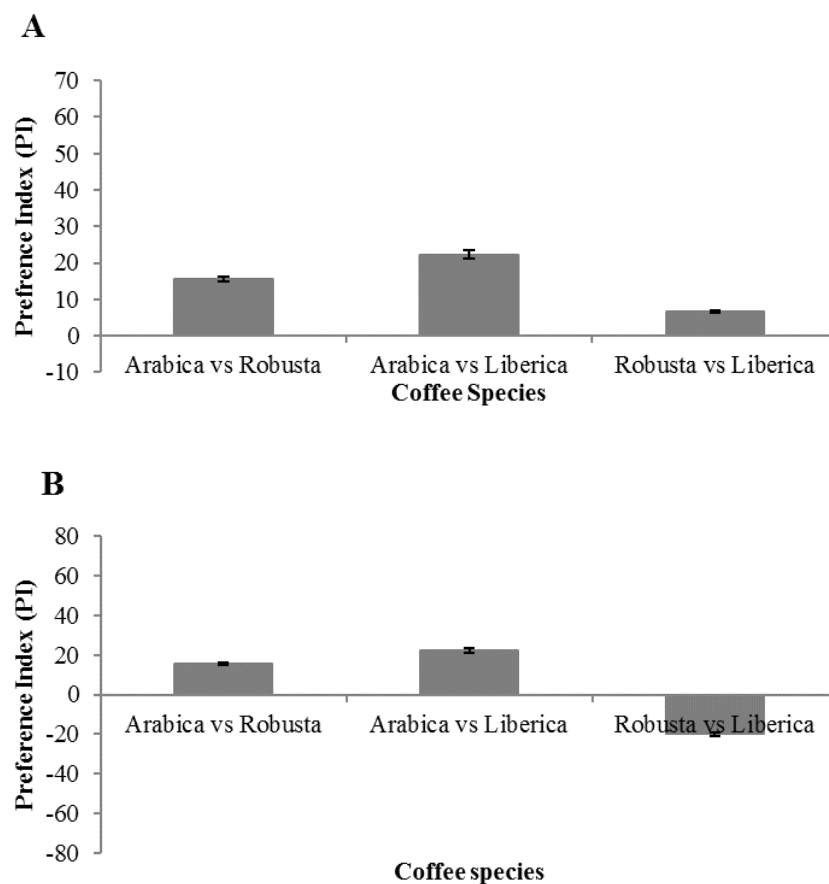 A
Prefrence Index (PI)
70
60
50
40
30
20
10
0
-10
Arabica vs Robusta Arabica vs Liberica Robusta vs Liberica
Coffee Species
B
Preference Index (PI)
80
60
40
20
0
-20
-40
-60
-80
Arabica vs Robusta Arabica vs Liberica Robusta vs Liberica
Coffee species